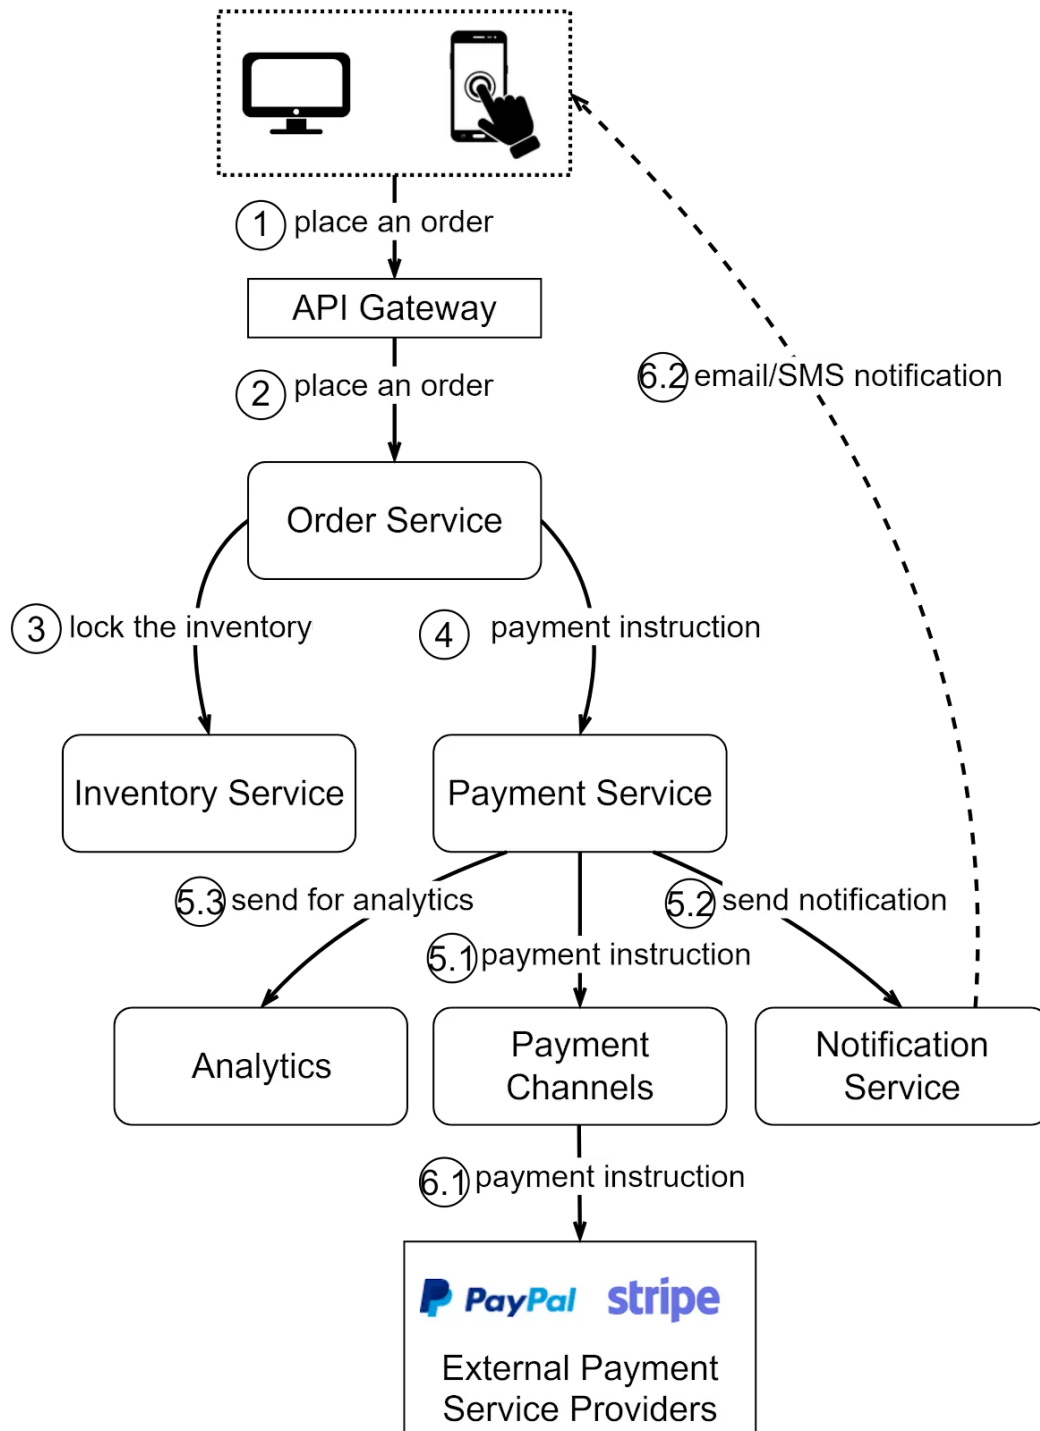 1 place an order
API Gateway
2 place an order
6.2 email/SMS notification
Order Service
3 lock the inventory
4 payment instruction
Inventory Service
Payment Service
5.3 send for analytics
5.2 send notification
5.1 payment instruction
Analytics
Payment
Channels
Notification
Service
6.1 payment instruction
PayPal
stripe
External Payment
Service Providers